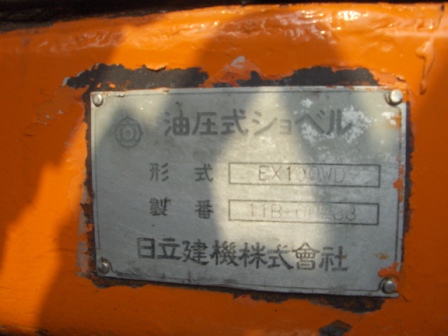 油圧式ショベル
形式 EX100WD
製番
日立建機株式會社